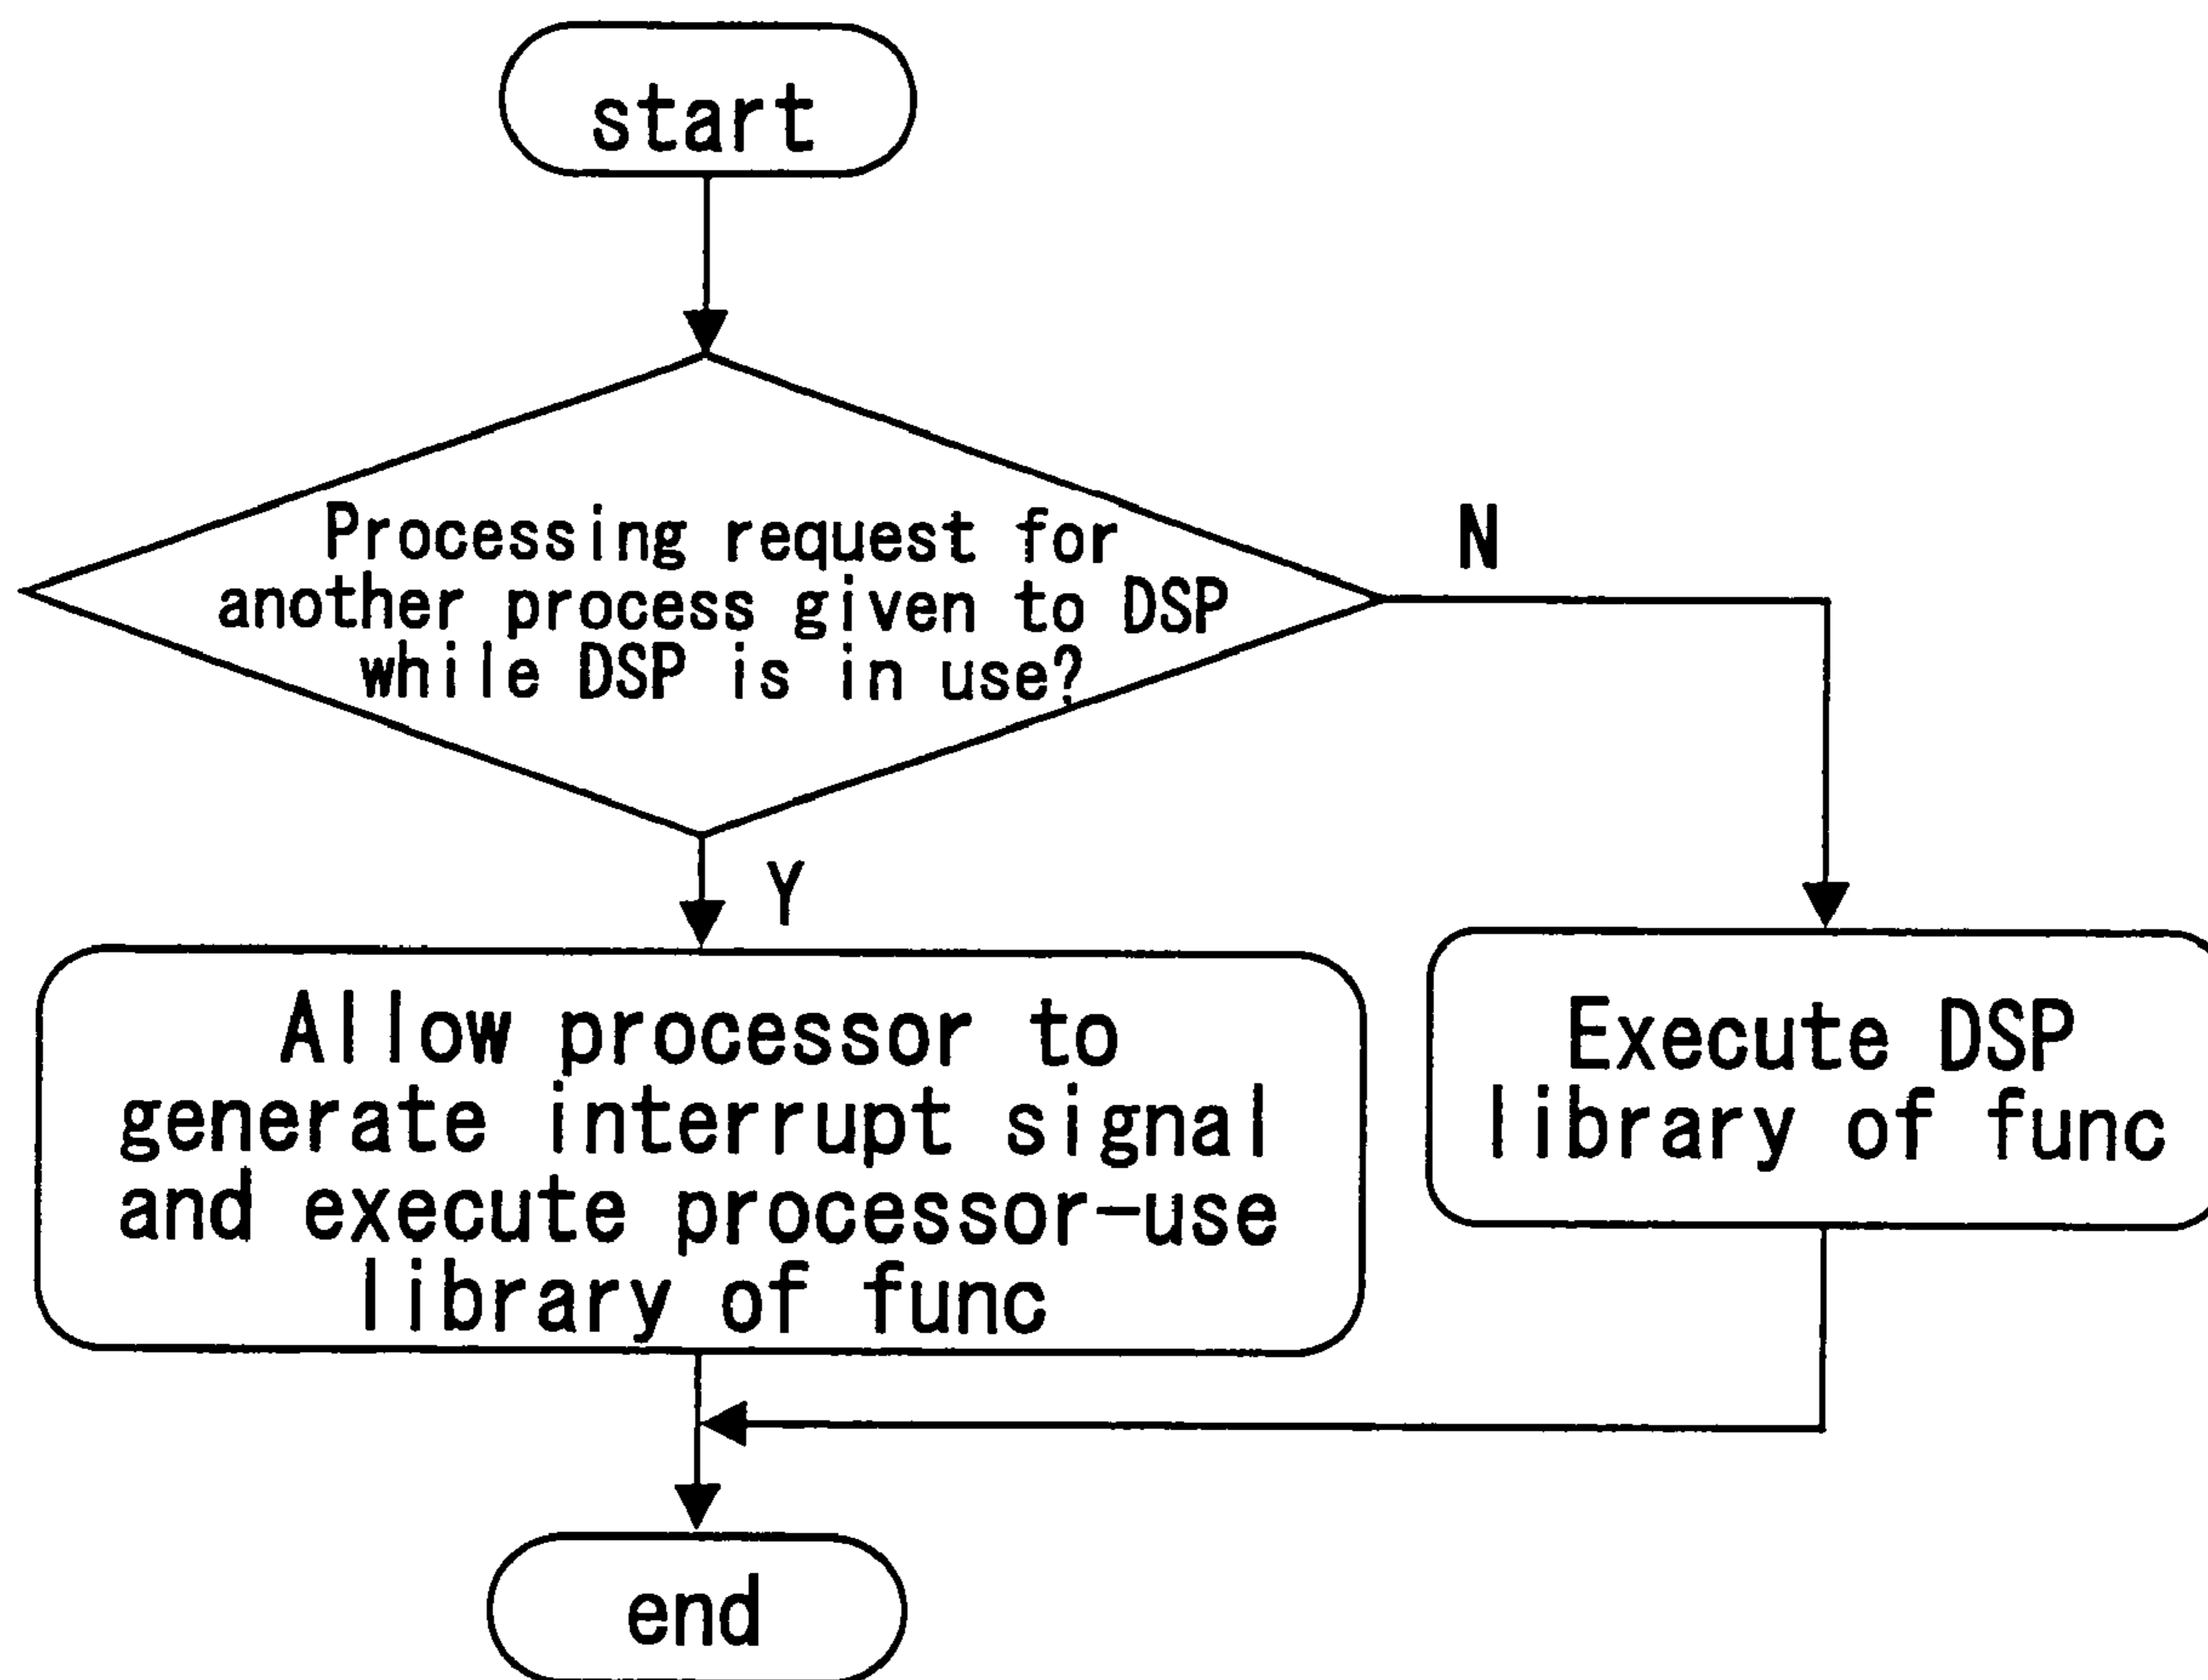 start
Processing request for
another process given to DSP
while DSP is in use?
N
Y
Allow processor to
generate interrupt signal
and execute processor-use
library of func
Execute DSP
library of func
end